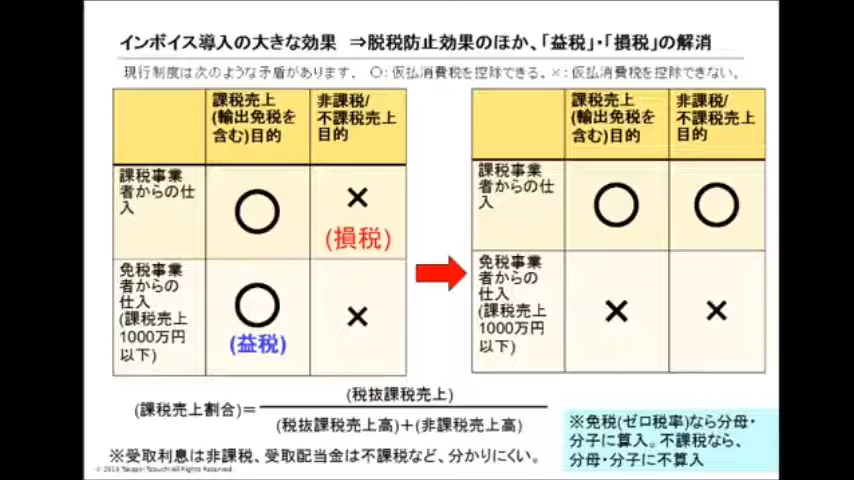 インボイス導入の大きな効果 ⇒脱税防止効果のほか、「益税」・「損税」の解消
現行制度は次のような矛盾があります。 〇：仮払消費税を控除できる。×：仮払消費税を控除できない。
課税売上
(輸出免税を
含む)目的
非課税/
不課税売上
目的
課税事業
者からの仕
入
〇
×
(損税)
免税事業
者からの
仕入
(課税売上
1000万円
以下)
〇
(益税)
×
課税売上
(輸出免税を
含む)目的
非課税/
不課税売上
目的
課税事業
者からの仕
入
〇
〇
免税事業
者からの
仕入
(課税売上
1000万円
以下)
×
×
(課税売上割合)＝
(税抜課税売上)
(税抜課税売上高)＋(非課税売上高)
※免税(ゼロ税率)なら分母・
分子に算入。不課税なら、
分母・分子に不算入
※受取利息は非課税、受取配当金は不課税など、分かりにくい。
© 2013 Takapin Tabuchi All Rights Reserved.